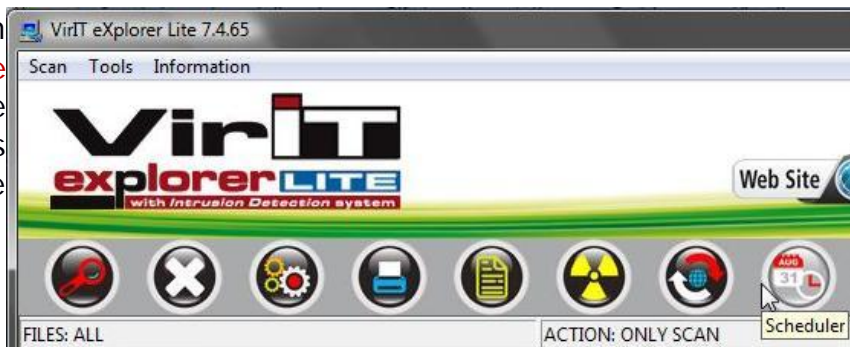 VirIT eXplorer Lite 7.4.65
Scan Tools Information
VirIT
explorer LITE
with Intrusion Detection system
Web Site
AUG
31
FILES: ALL
ACTION: ONLY SCAN
Scheduler